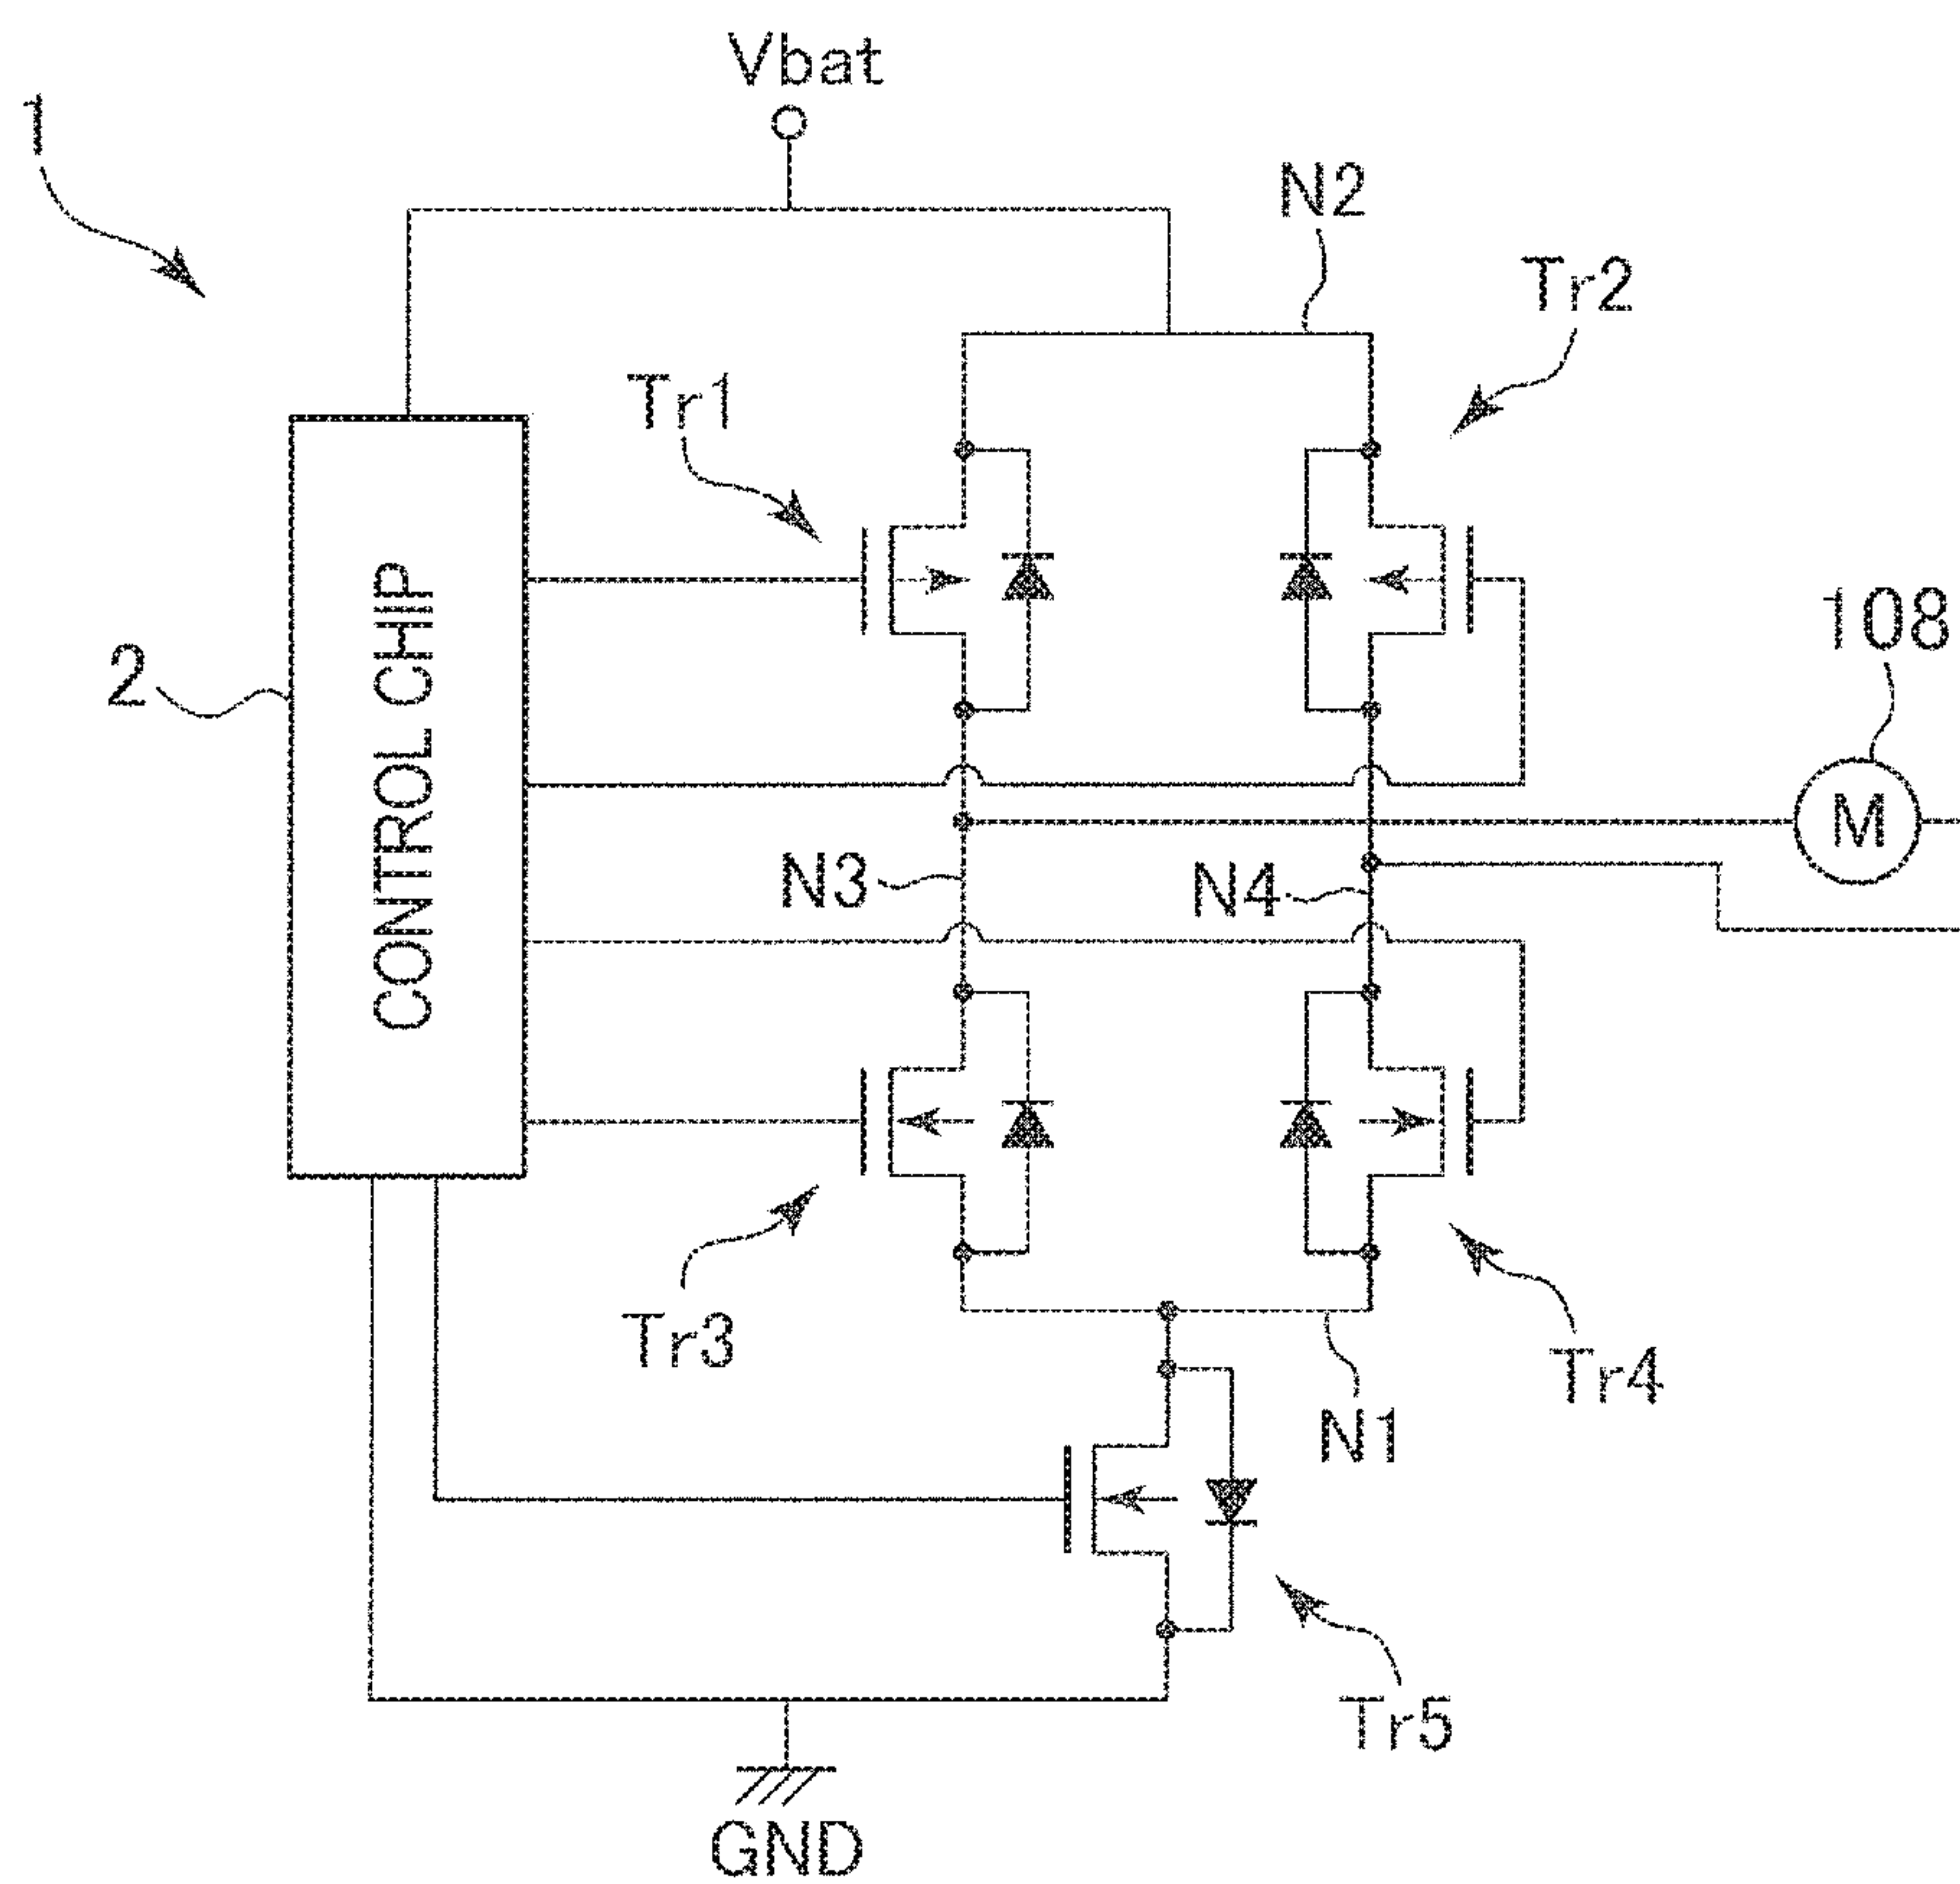 Vbat
1
N2
Tr2
Tr1
108
2
CONTROL CHIP
M
N3
N4
Tr3
Tr4
N1
Tr5
GND